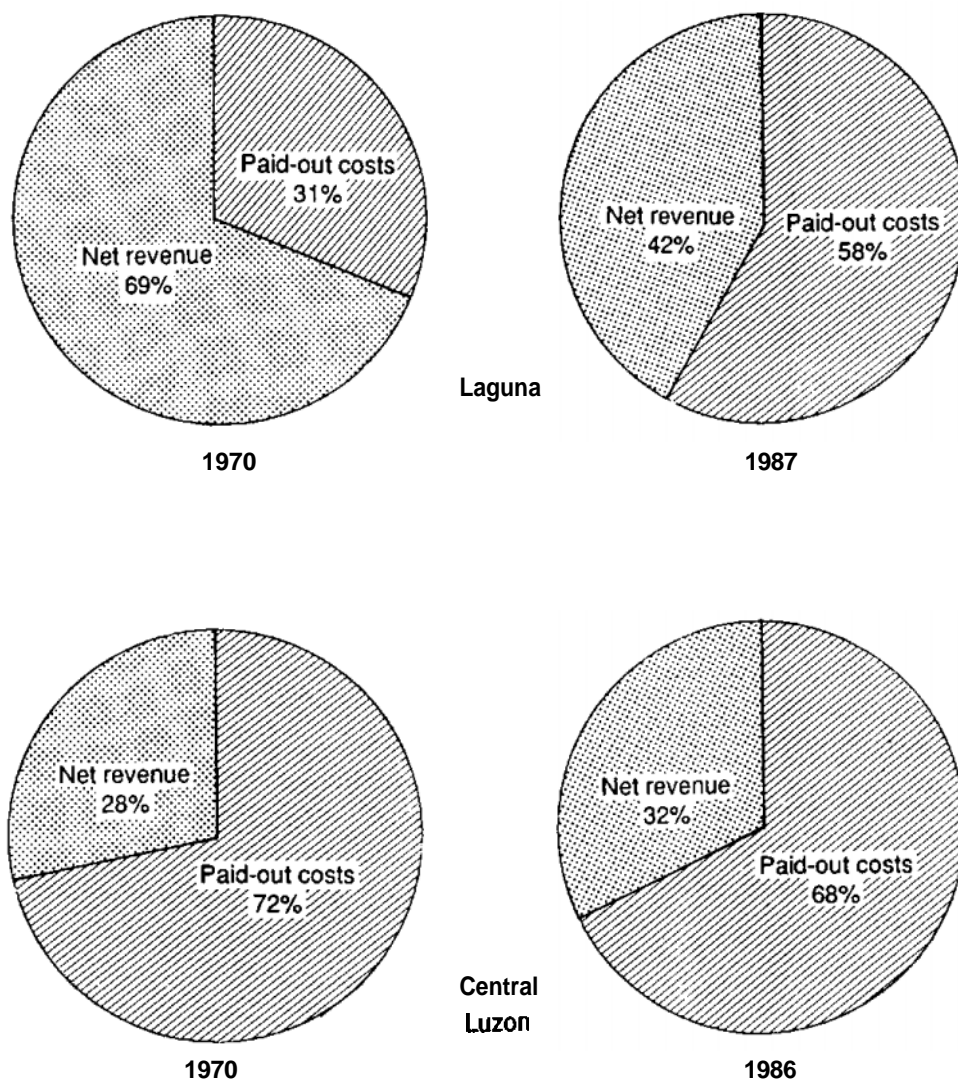 Paid-out costs
31%
Net revenue
69%
Net revenue
42%
Paid-out costs
58%
Laguna
1970
1987
Net revenue
28%
Paid-out costs
72%
Net revenue
32%
Paid-out costs
68%
Central
Luzon
1970
1986